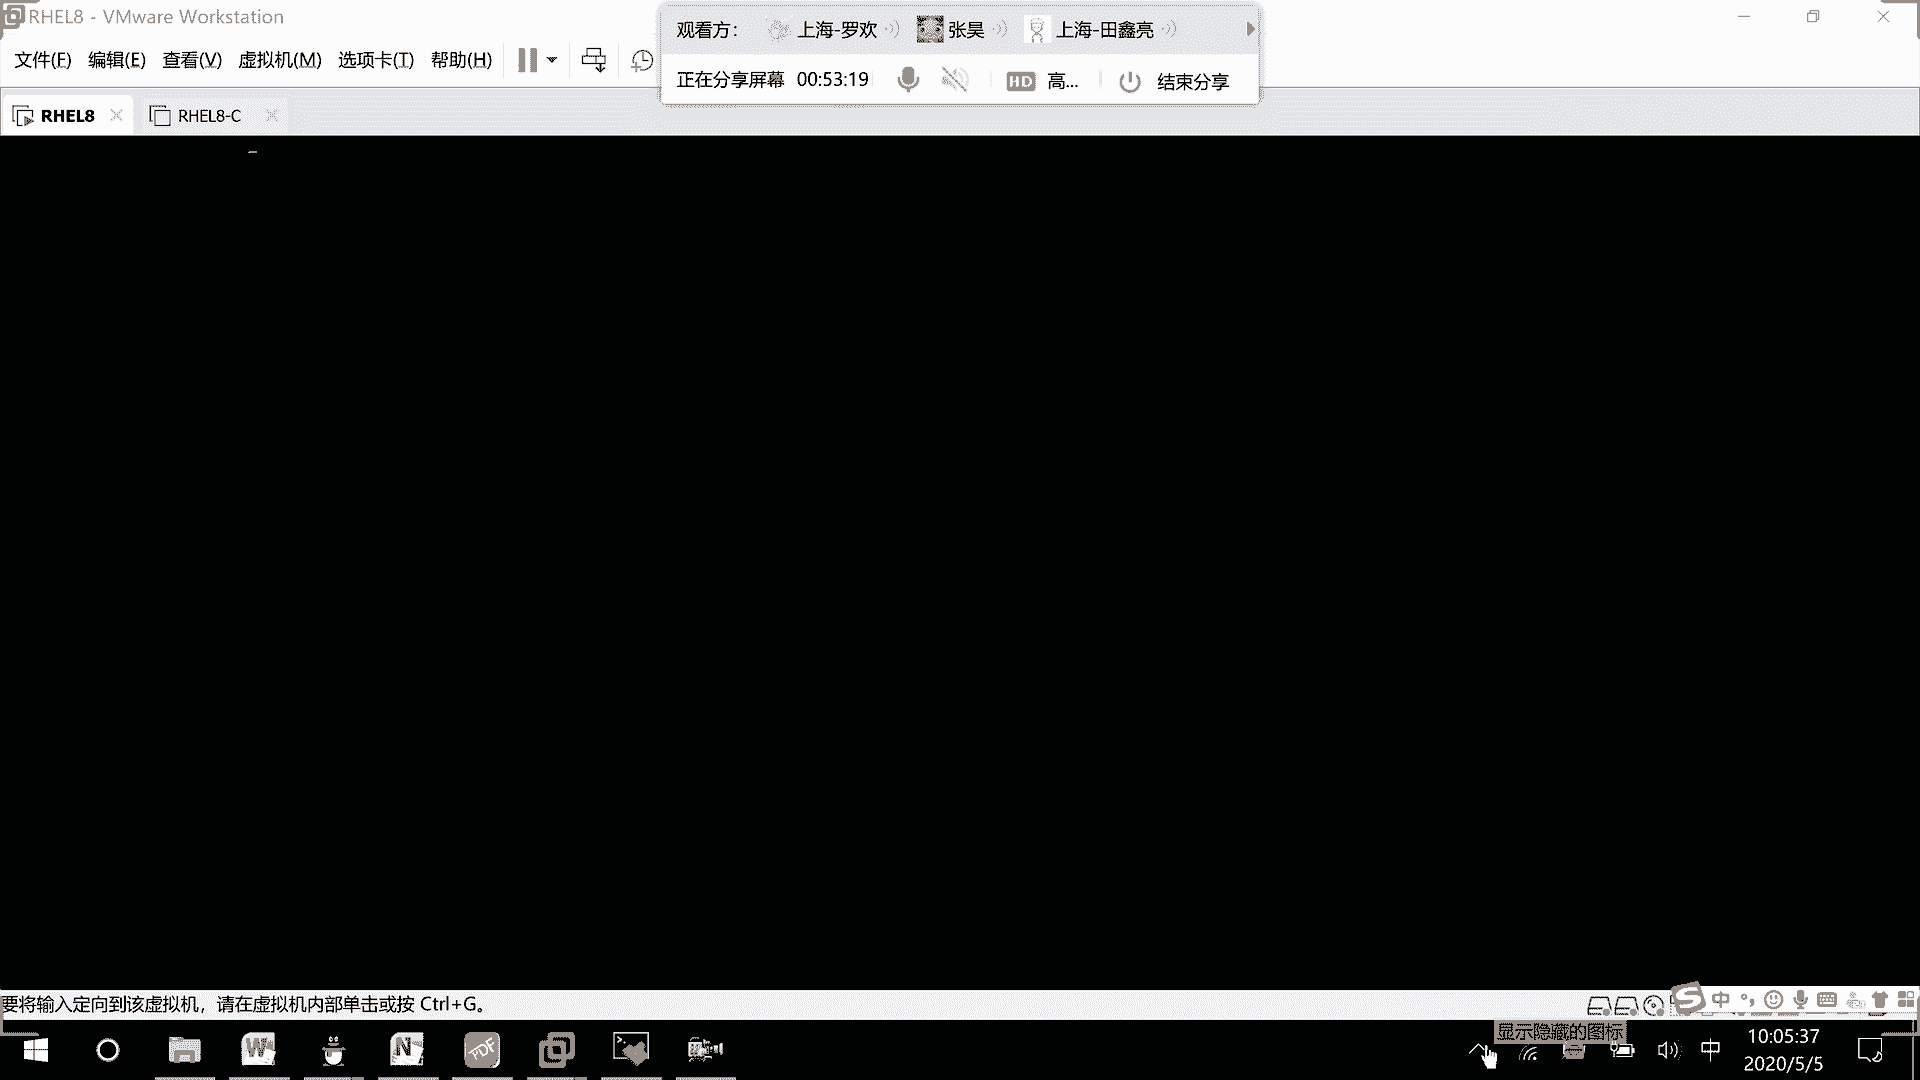 RHEL8 - VMware Workstation
观看方: 上海-罗欢 张昊 上海-田鑫亮
文件(F) 编辑(E) 查看(V) 虚拟机(M) 选项卡(T) 帮助(H)
正在分享屏幕 00:53:19 HD 高... 结束分享
RHEL8 RHEL8-C
要将输入定向到该虚拟机，请在虚拟机内部单击或按 Ctrl+G。
S 中
显示隐藏的图标
W N PDF 中 10:05:37
2020/5/5